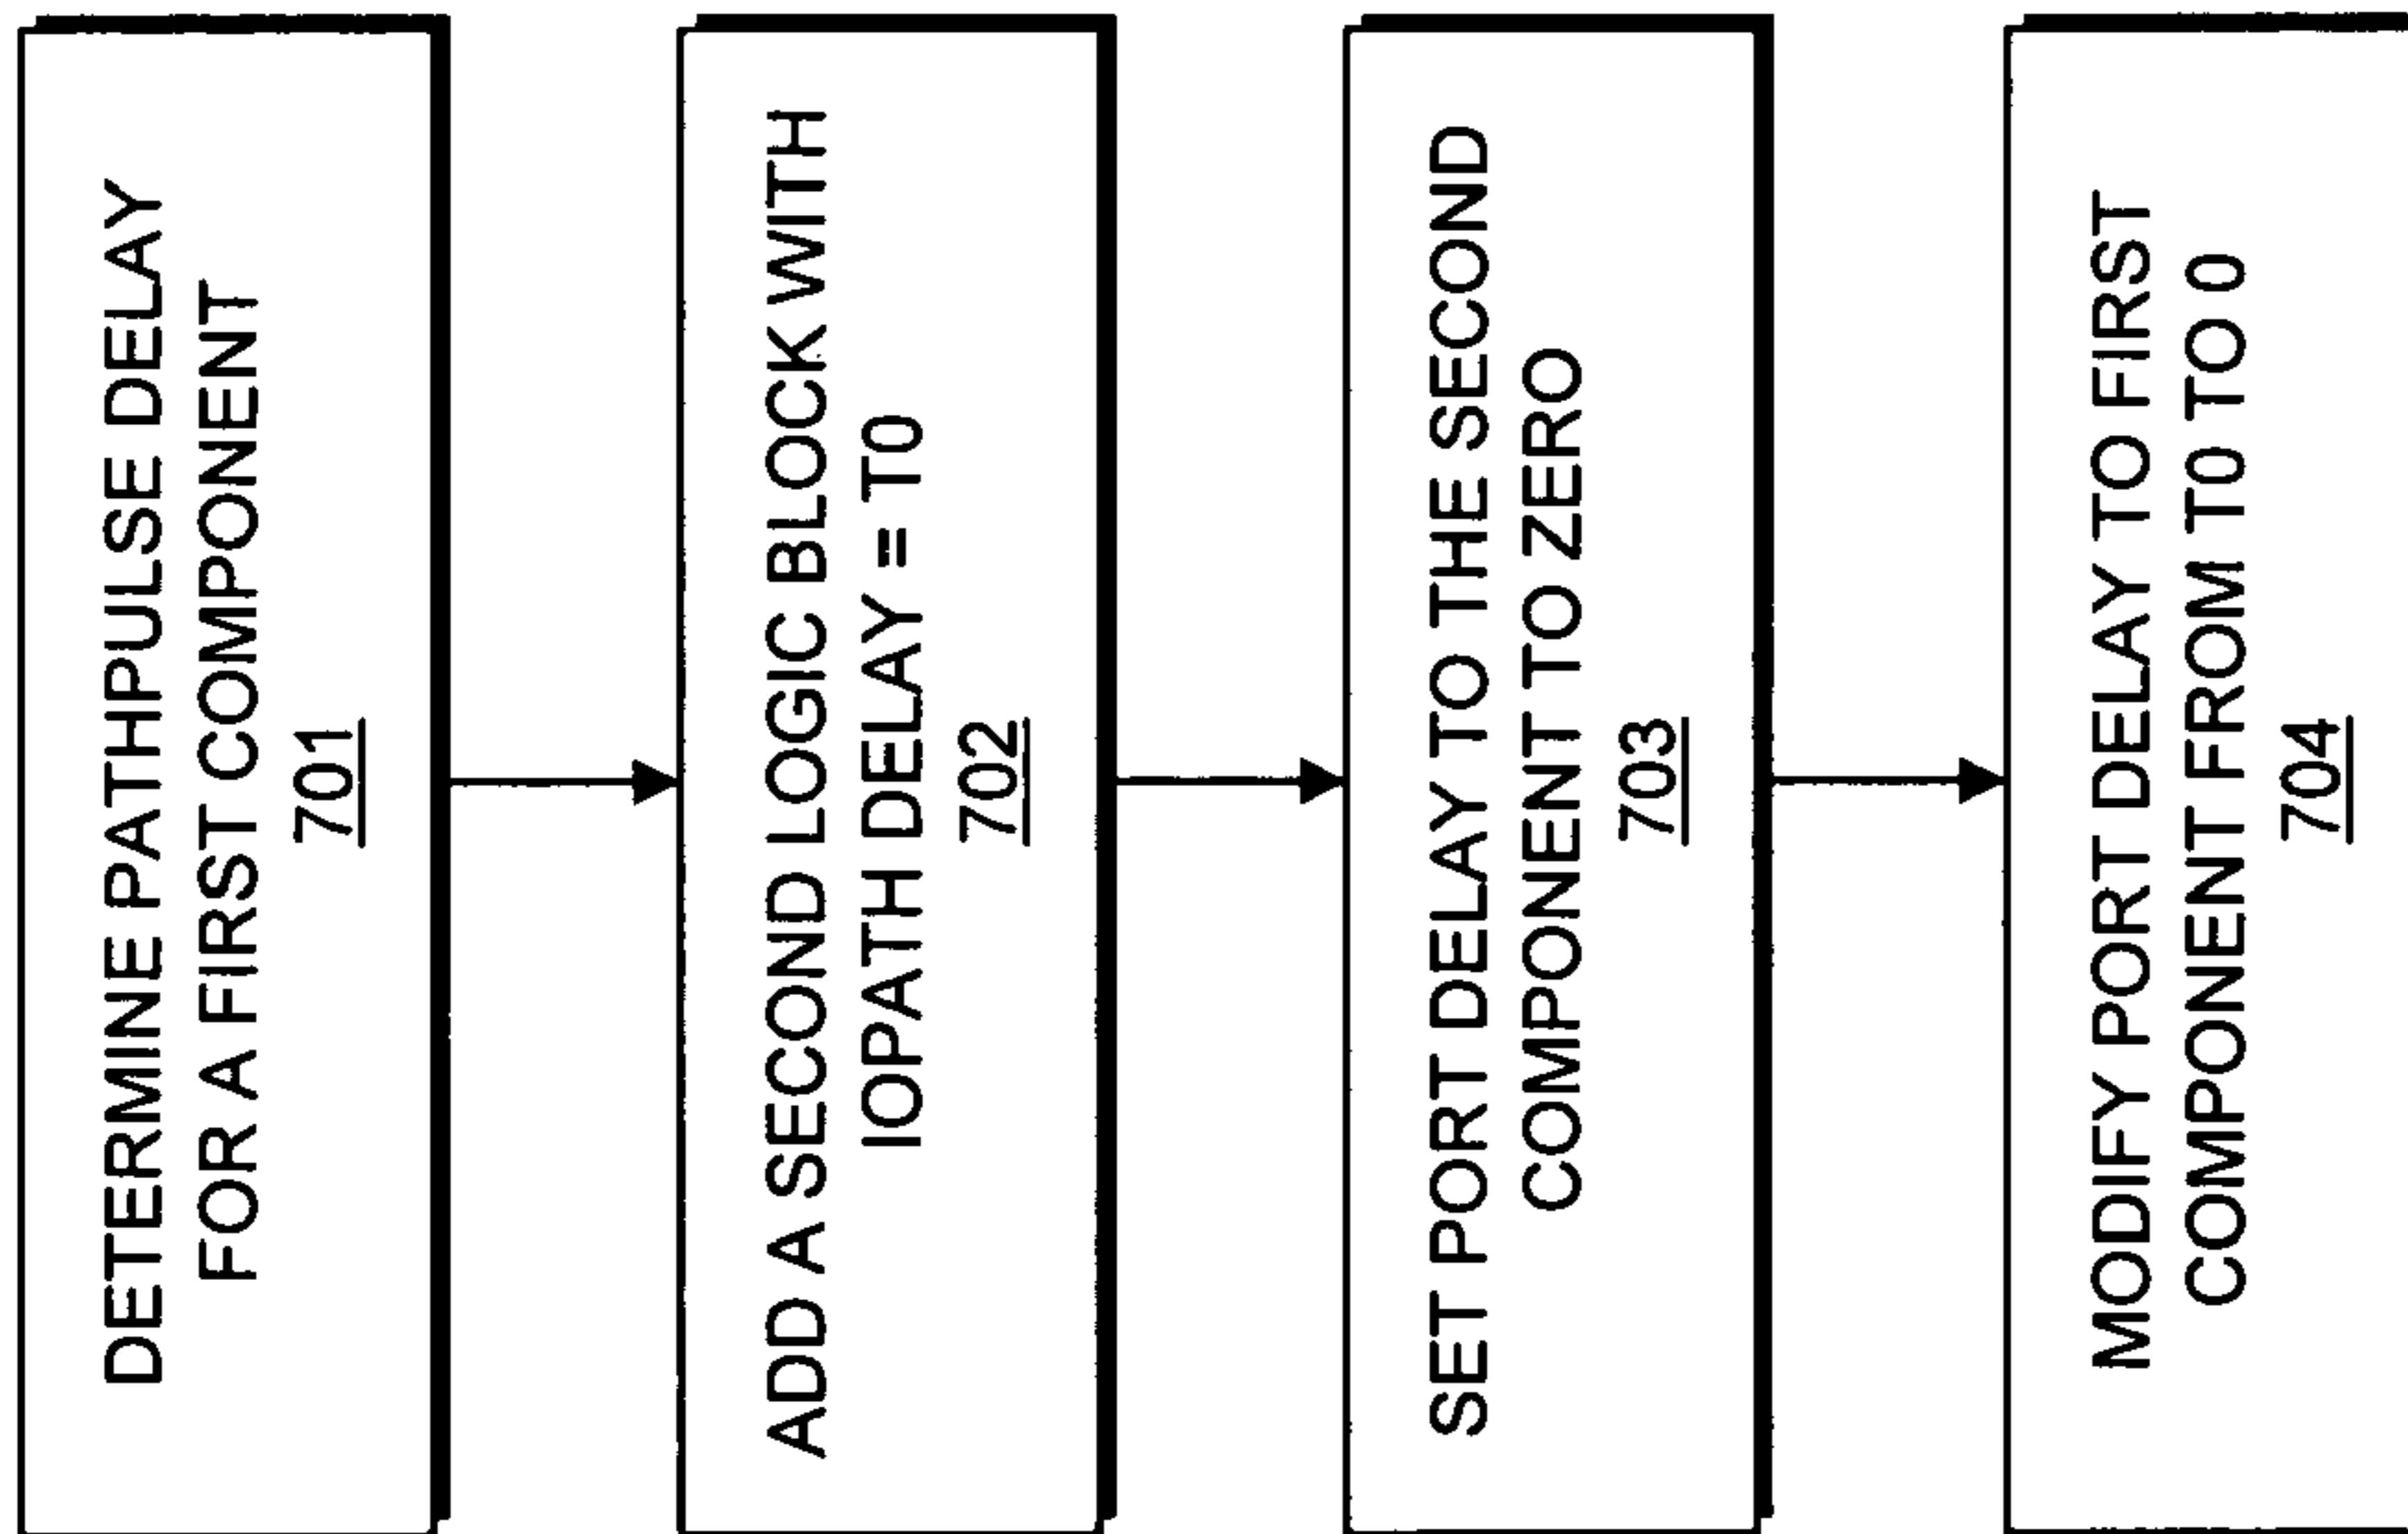 DETERMINE PATHPULSE DELAY
FOR A FIRST COMPONENT
701
ADD A SECOND LOGIC BLOCK WITH
IOPATH DELAY = T0
702
SET PORT DELAY TO THE SECOND
COMPONENT TO ZERO
703
MODIFY PORT DELAY TO FIRST
COMPONENT FROM T0 TO 0
704